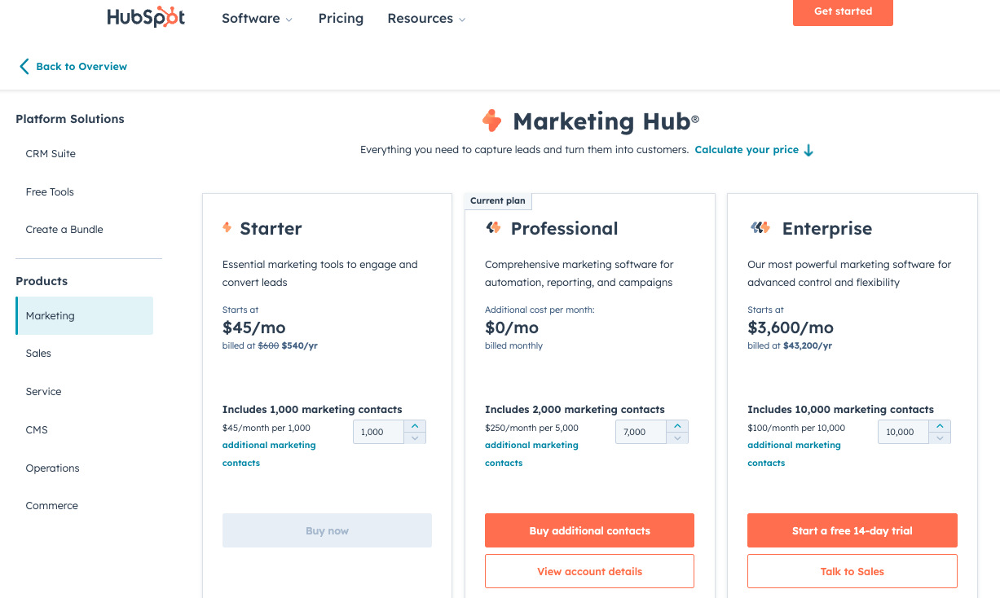 HubSpot
Software
Pricing
Resources
Get started
Back to Overview
Platform Solutions
CRM Suite
Free Tools
Create a Bundle
Products
Marketing
Sales
Service
CMS
Operations
Commerce
Marketing Hub®
Everything you need to capture leads and turn them into customers. Calculate your price
Starter
Essential marketing tools to engage and
convert leads
Starts at
$45/mo
billed at $600 $540/yr
Includes 1,000 marketing contacts
$45/month per 1,000
additional marketing
contacts
1,000
Buy now
Current plan
Professional
Comprehensive marketing software for
automation, reporting, and campaigns
Additional cost per month:
$0/mo
billed monthly
Includes 2,000 marketing contacts
$250/month per 5,000
additional marketing
contacts
7,000
Buy additional contacts
View account details
Enterprise
Our most powerful marketing software for
advanced control and flexibility
Starts at
$3,600/mo
billed at $43,200/yr
Includes 10,000 marketing contacts
$100/month per 10,000
additional marketing
contacts
10,000
Start a free 14-day trial
Talk to Sales